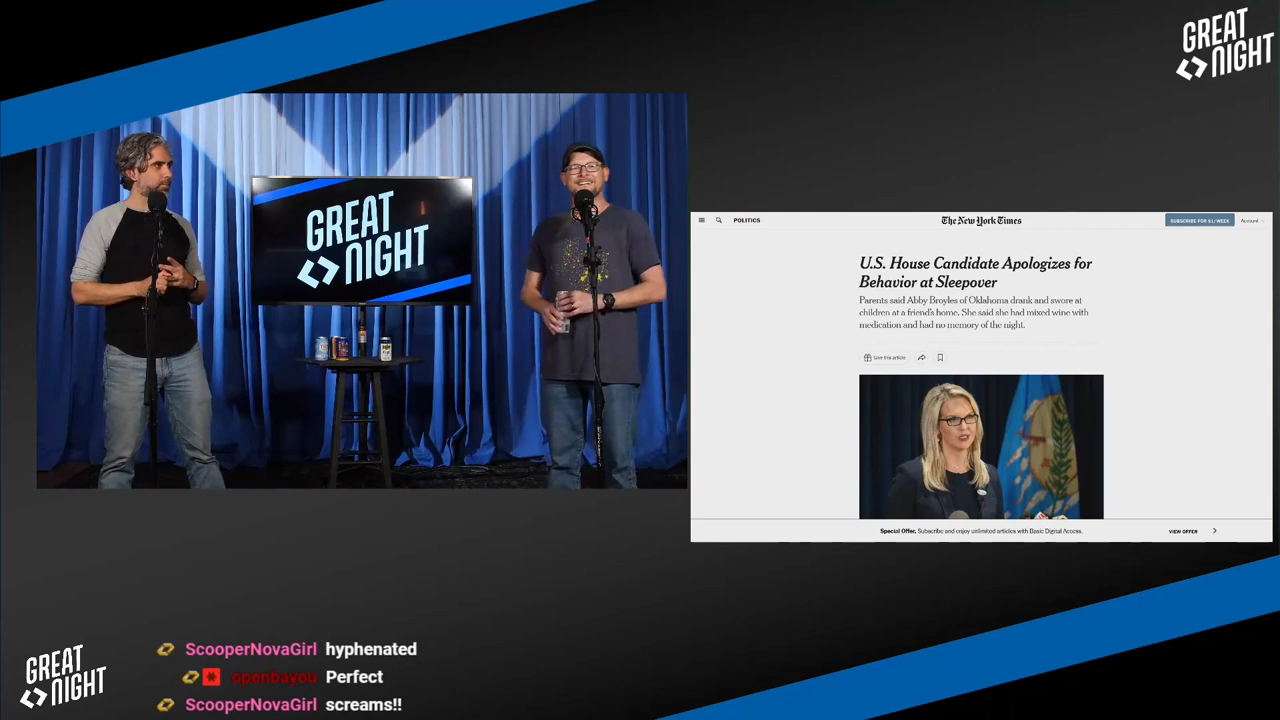 GREAT
NIGHT
GREAT
NIGHT
POLITICS
The New York Times
SUBSCRIBE FOR $1/WEEK
Account
U.S. House Candidate Apologizes for
Behavior at Sleepover
Parents said Abby Broyles of Oklahoma drank and swore at
children at a friend's home. She said she had mixed wine with
medication and had no memory of the night.
Give this article
Special Offer. Subscribe and enjoy unlimited articles with Basic Digital Access.
VIEW OFFER
GREAT
NIGHT
ScooperNovaGirl hyphenated
openbayou Perfect
ScooperNovaGirl screams!!